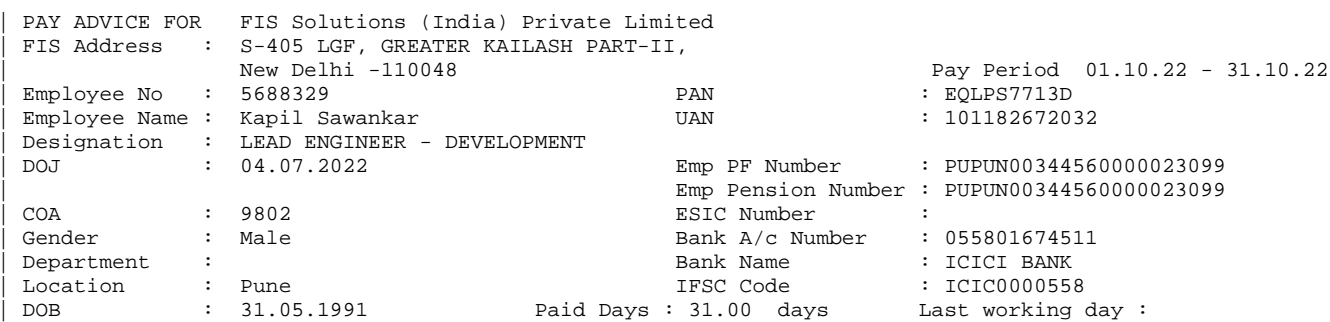 | PAY ADVICE FOR FIS Solutions (India) Private Limited
| FIS Address : S-405 LGF, GREATER KAILASH PART-II,
| New Delhi -110048 Pay Period 01.10.22 - 31.10.22
| Employee No : 5688329 PAN : EQLPS7713D
| Employee Name : Kapil Sawankar UAN : 101182672032
| Designation : LEAD ENGINEER - DEVELOPMENT
| DOJ : 04.07.2022 Emp PF Number : PUPUN00344560000023099
| Emp Pension Number : PUPUN00344560000023099
| COA : 9802 ESIC Number :
| Gender : Male Bank A/c Number : 055801674511
| Department : Bank Name : ICICI BANK
| Location : Pune IFSC Code : ICIC0000558
| DOB : 31.05.1991 Paid Days : 31.00 days Last working day :